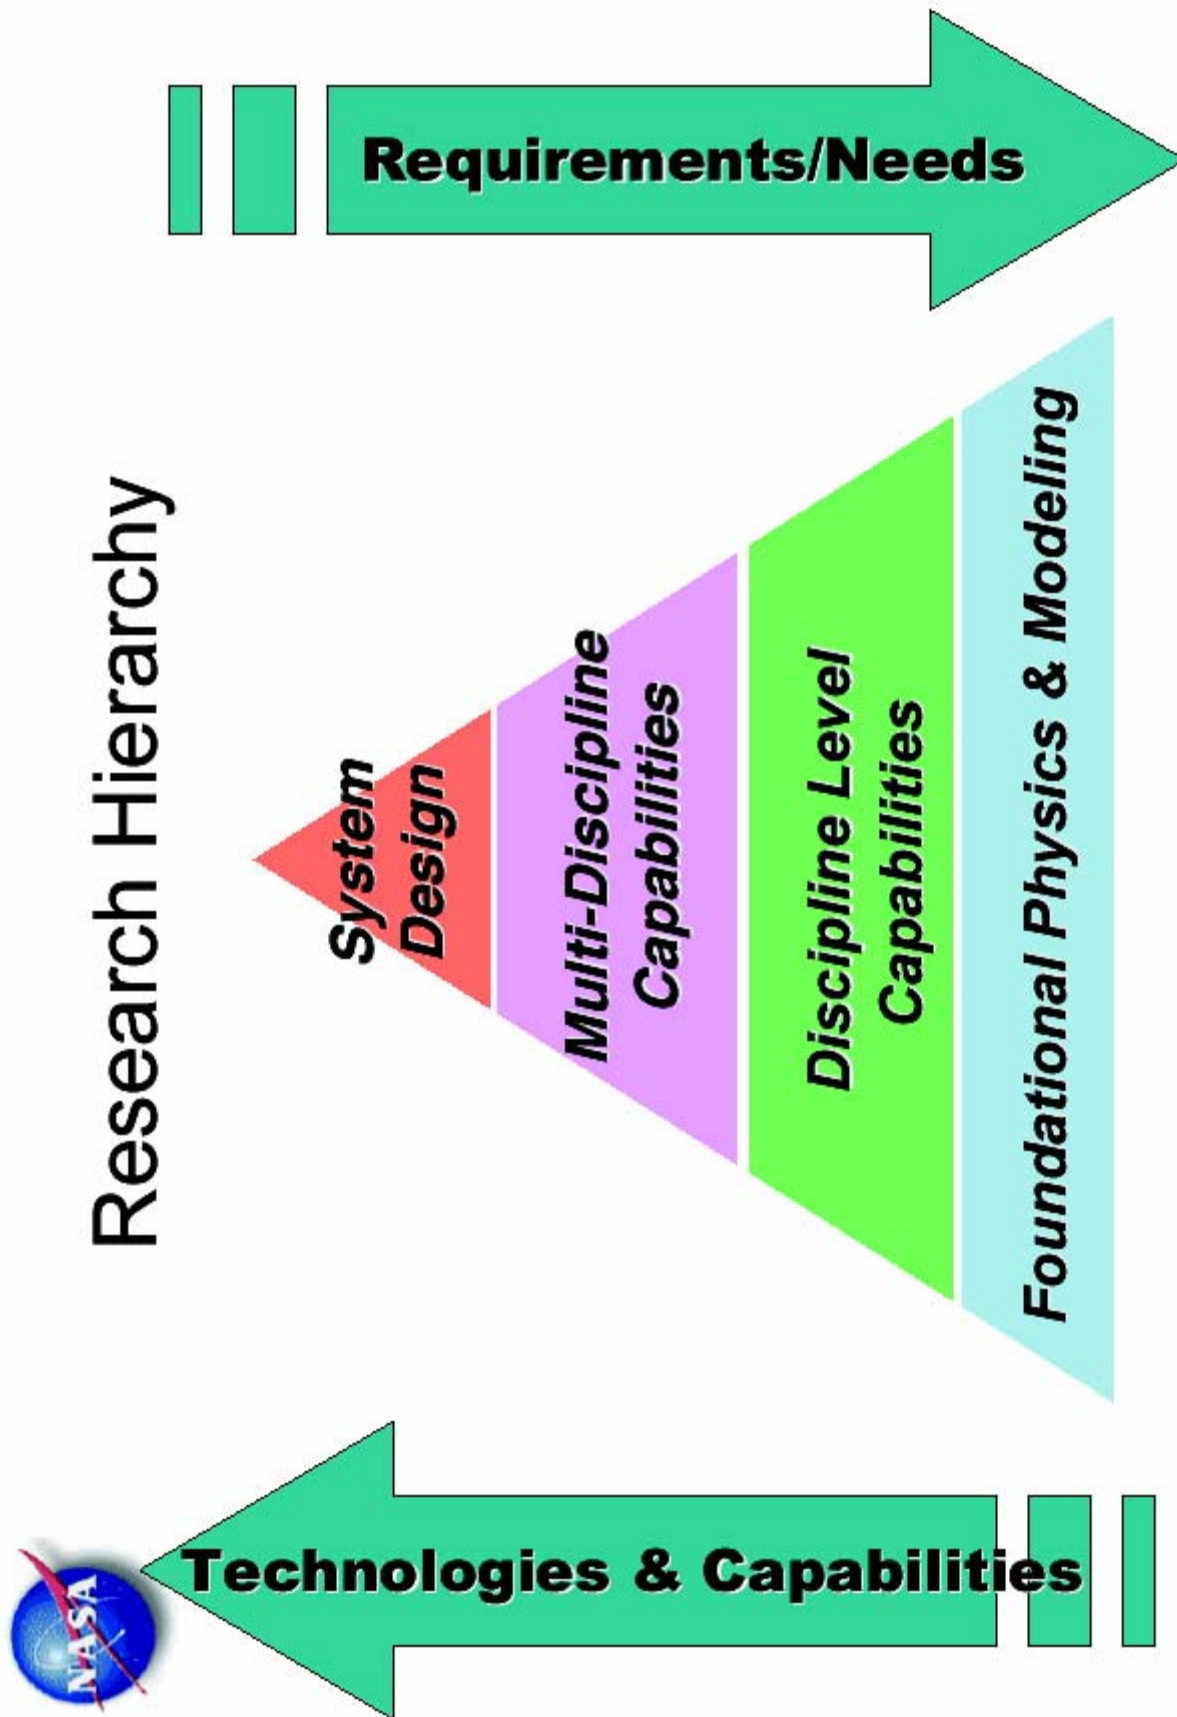 NASA
Research Hierarchy
Technologies & Capabilities
System
Design
Multi-Discipline
Capabilities
Discipline Level
Capabilities
Foundational Physics & Modeling
Requirements/Needs